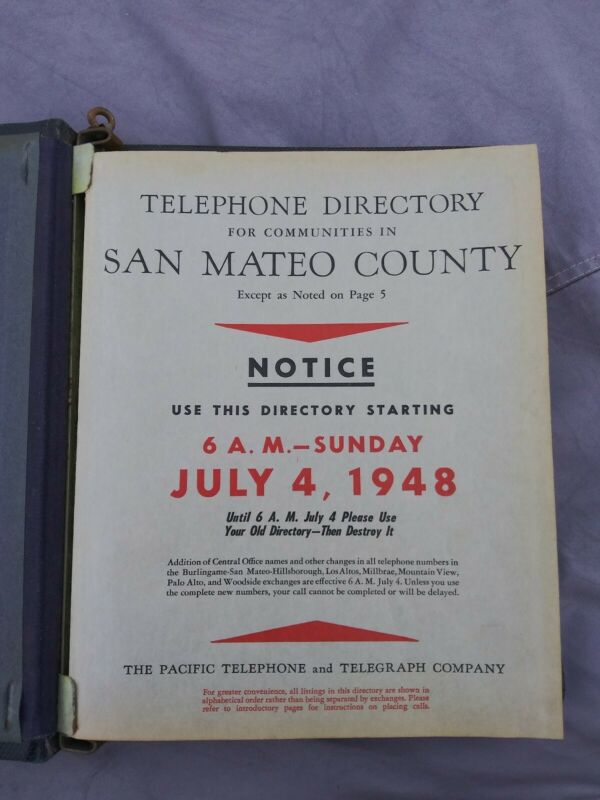 TELEPHONE DIRECTORY
FOR COMMUNITIES IN
SAN MATEO COUNTY
Except as Noted on Page 5
NOTICE
USE THIS DIRECTORY STARTING
6 A. M.—SUNDAY
JULY 4, 1948
Until 6 A. M. July 4 Please Use
Your Old Directory—Then Destroy It
Addition of Central Office names and other changes in all telephone numbers in
the Burlingame-San Mateo-Hillsborough, Los Altos, Millbrae, Mountain View,
Palo Alto, and Woodside exchanges are effective 6 A. M. July 4. Unless you use
the complete new numbers, your call cannot be completed or will be delayed.
THE PACIFIC TELEPHONE and TELEGRAPH COMPANY
For greater convenience, all listings in this directory are shown in
alphabetical order rather than being separated by exchanges. Please
refer to introductory pages for instructions on placing calls.